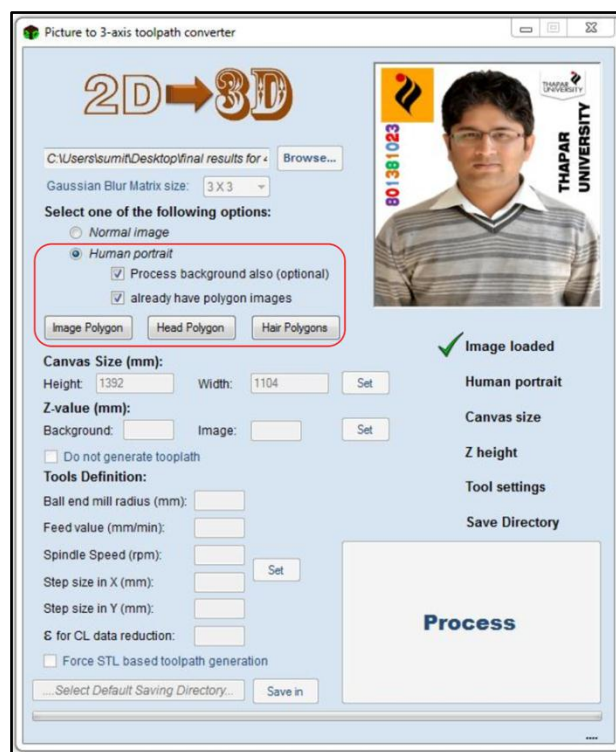 Picture to 3-axis toolpath converter
2D 3D
C:\Users\sumit\Desktop\final results for 4
Browse...
Gaussian Blur Matrix size: 3 X 3
Select one of the following options:
Normal image
Human portrait
Process background also (optional)
already have polygon images
Image Polygon Head Polygon Hair Polygons
Canvas Size (mm):
Height: 1392 Width: 1104 Set
Z-value (mm):
Background: Image: Set
Do not generate tooplath
Tools Definition:
Ball end mill radius (mm):
Feed value (mm/min):
Spindle Speed (rpm):
Set
Step size in X (mm):
Step size in Y (mm):
ε for CL data reduction:
Force STL based toolpath generation
....Select Default Saving Directory... Save in
801381023
THAPAR
UNIVERSITY
THAPAR
UNIVERSITY
Image loaded
Human portrait
Canvas size
Z height
Tool settings
Save Directory
Process
....